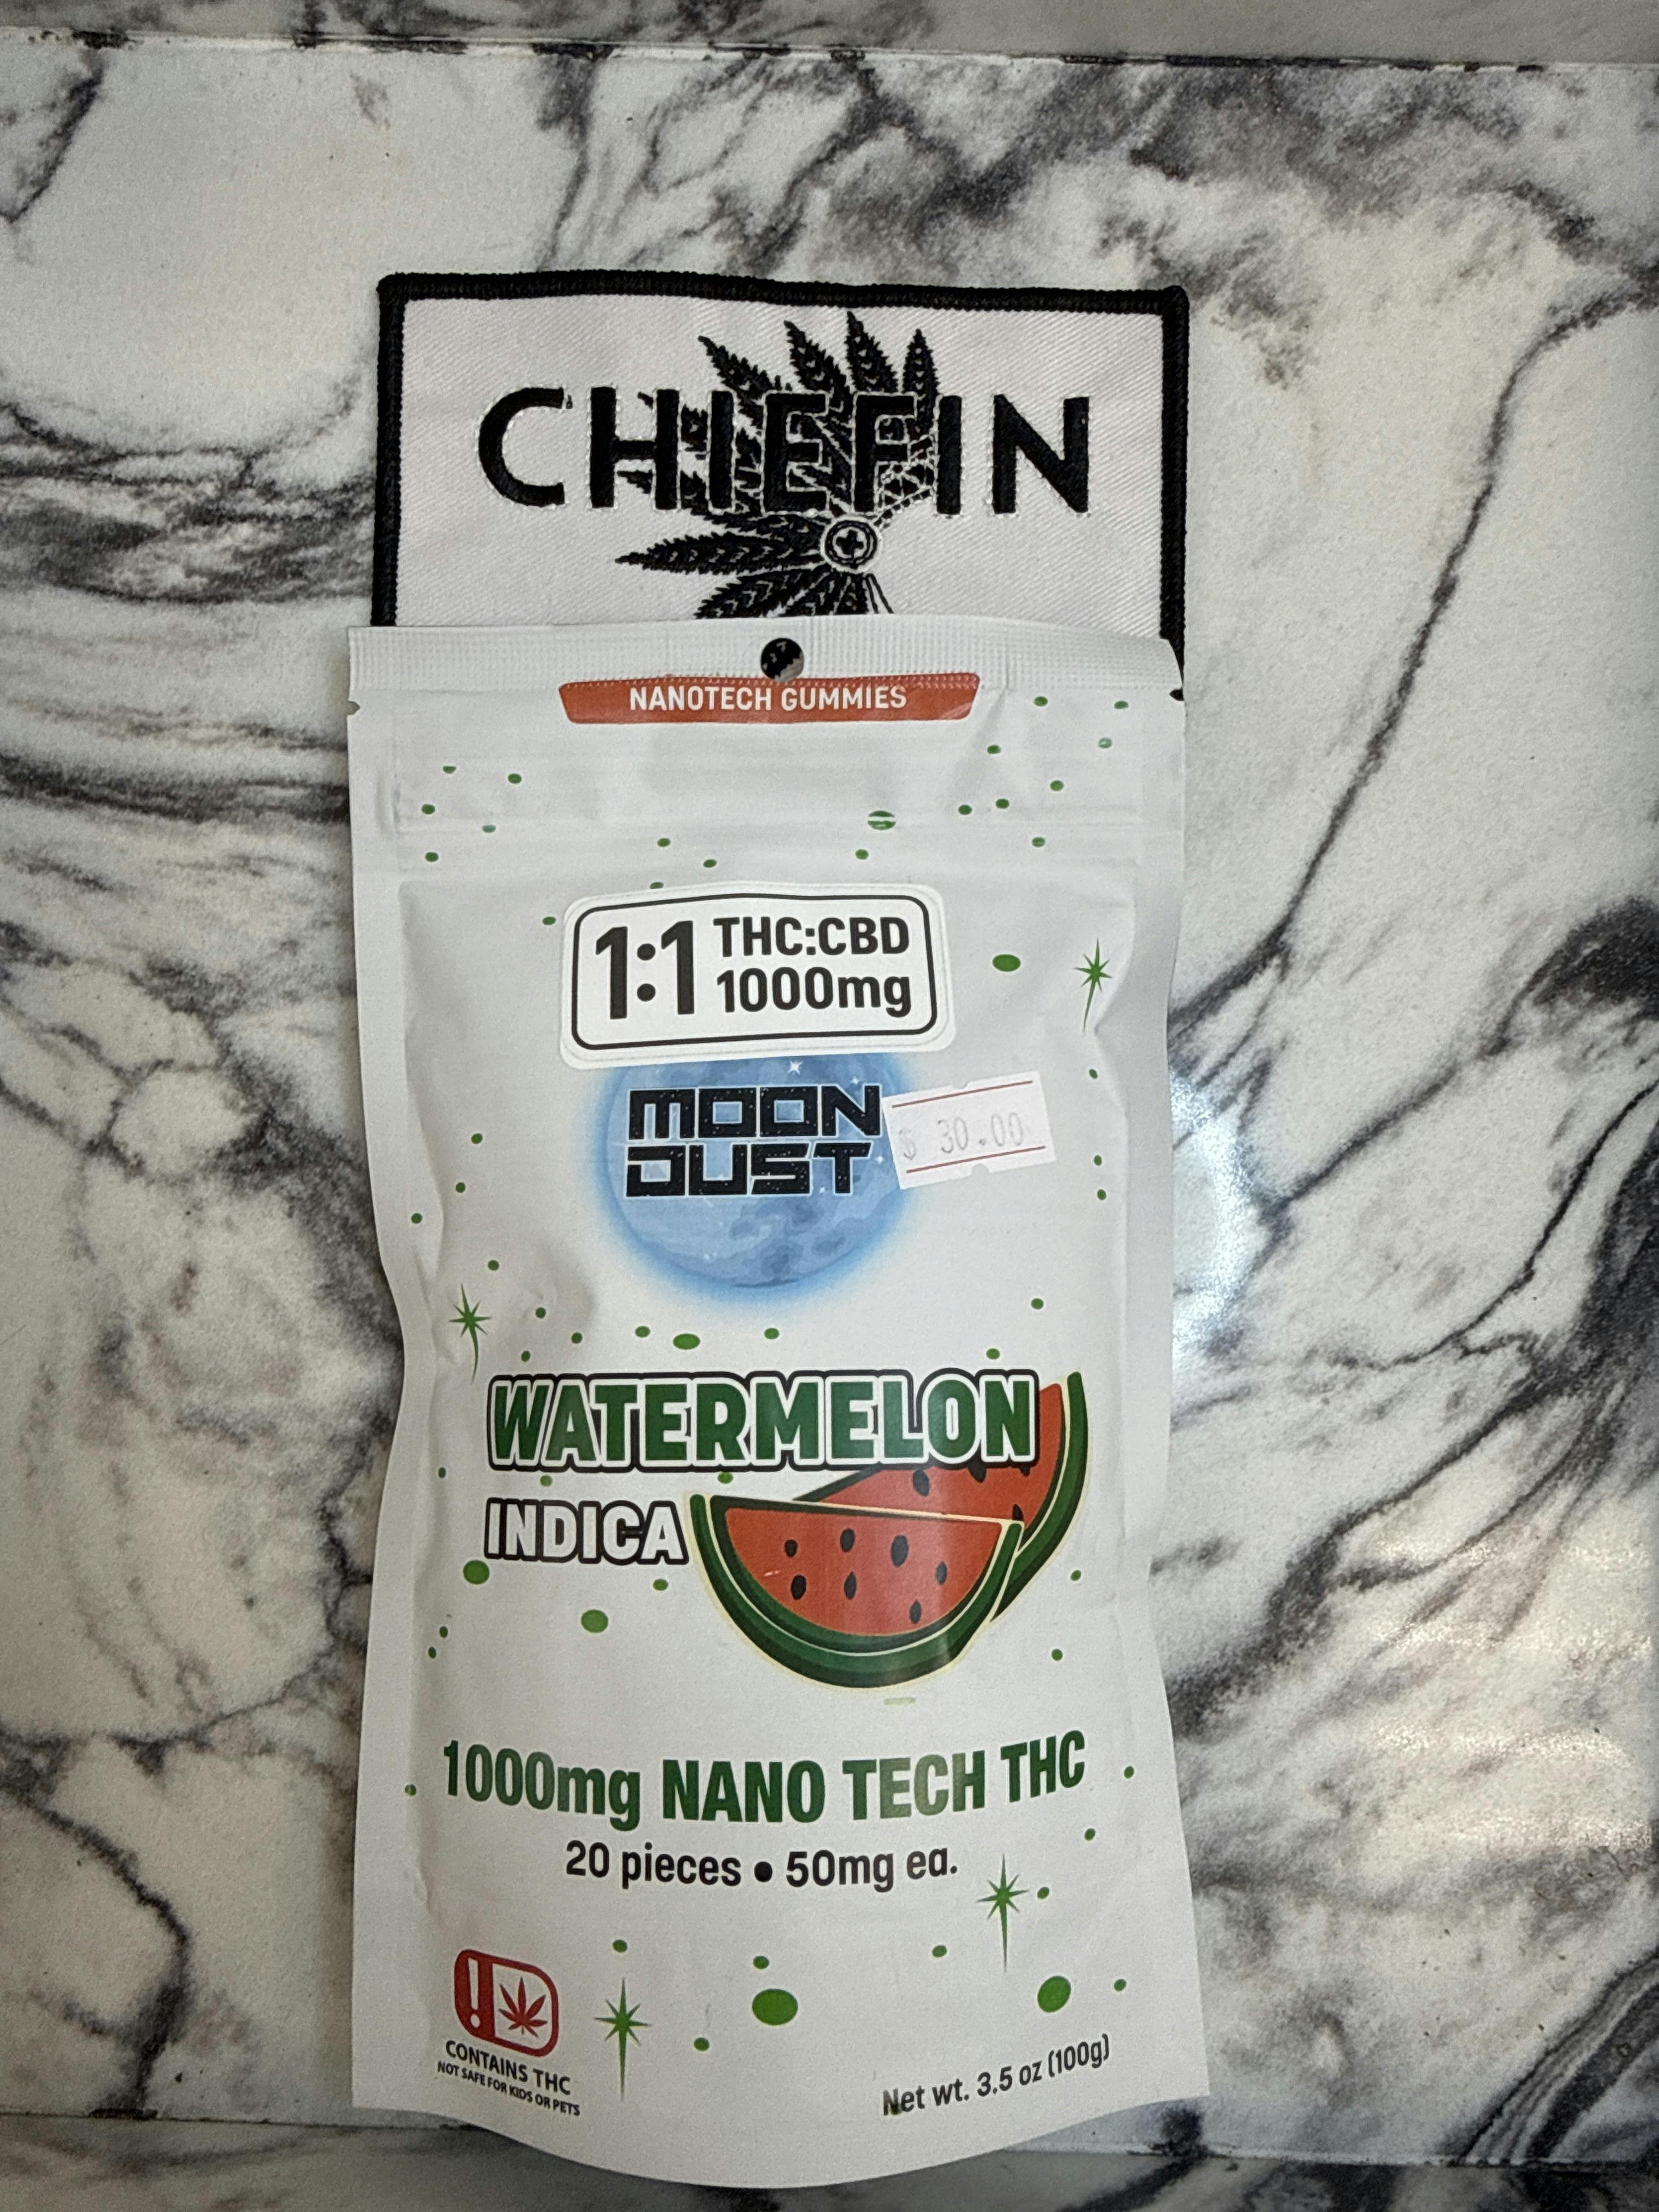 CHIEFIN
NANOTECH GUMMIES
1:1 THC:CBD
1000mg
MOON
DUST
$ 30.00
WATERMELON
INDICA
1000mg NANO TECH THC
20 pieces • 50mg ea.
!
CONTAINS THC
NOT SAFE FOR KIDS OR PETS
Net wt. 3.5 oz (100g)